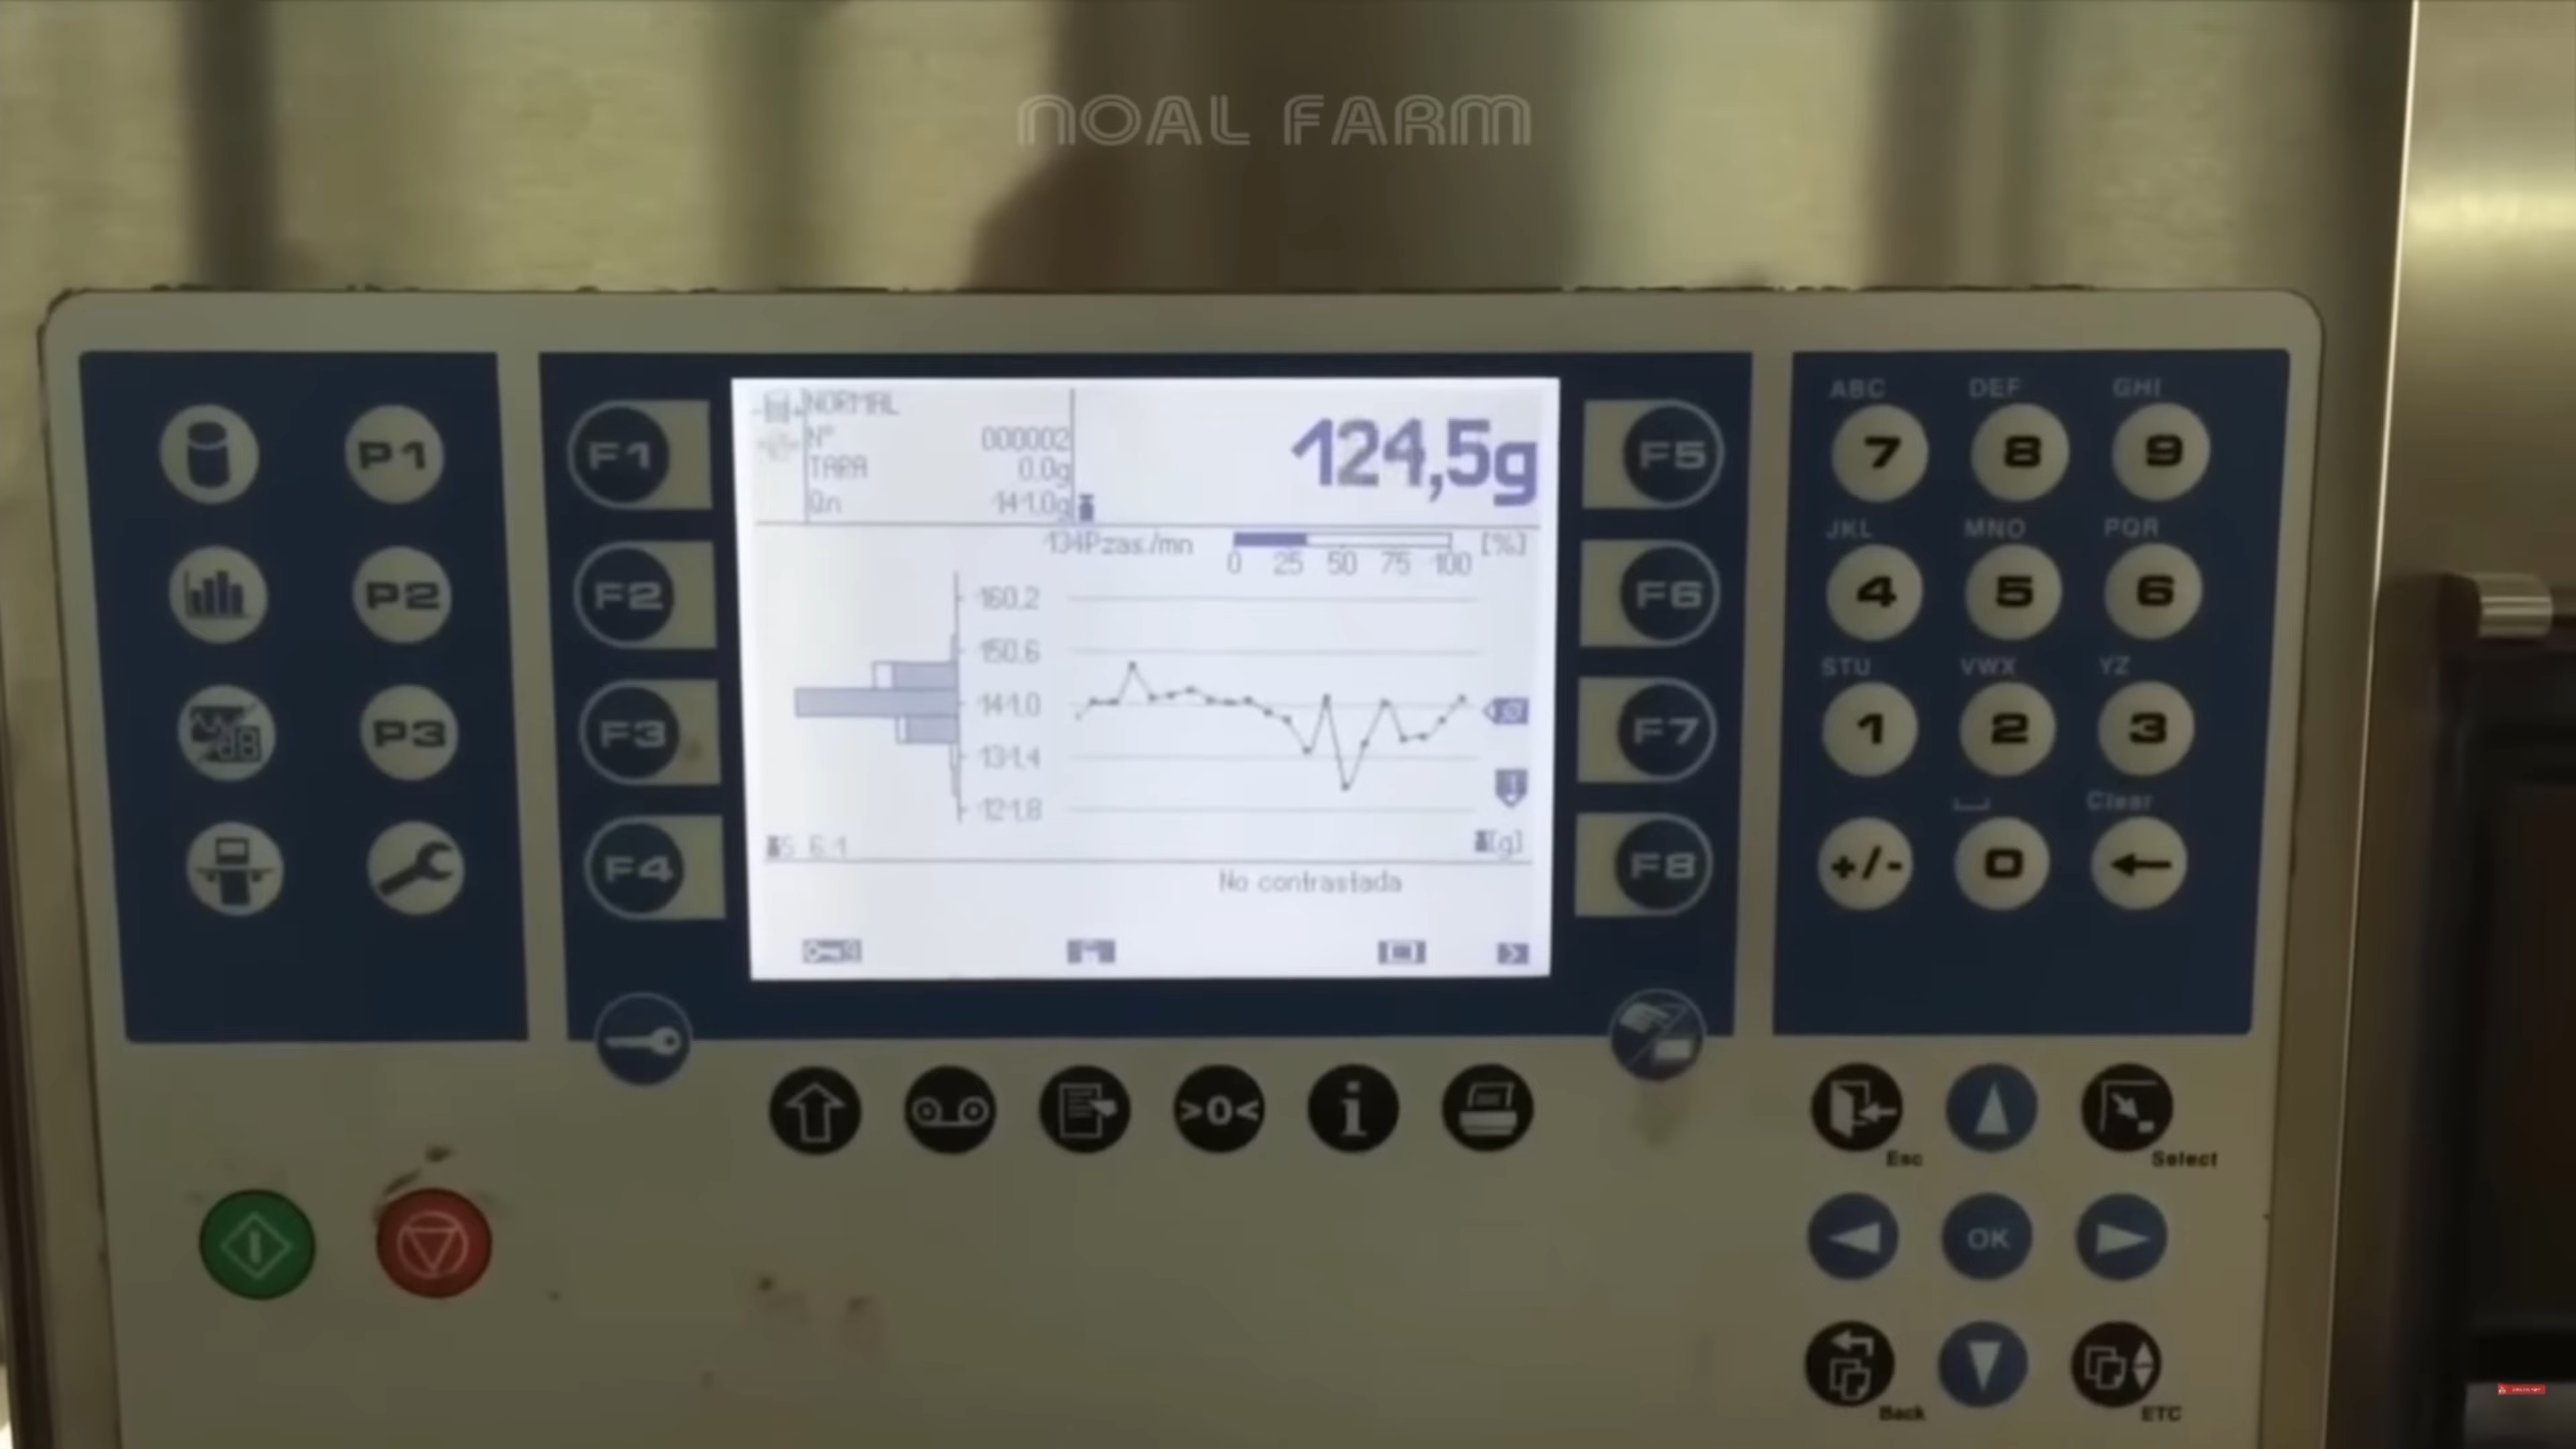 NOAL FARM
NORMAL
N° 000002
TARA 0.0g
Qn 141.0g
124,5g
134Pzas./mn
[%]
0 25 50 75 100
160.2
150.6
141.0
131.4
121.8
[g]
No contrastada
P1
P2
P3
F1
F2
F3
F4
F5
F6
F7
F8
ABC DEF GHI
7 8 9
JKL MNO PQR
4 5 6
STU VWX YZ
1 2 3
Clear
+/- 0
dB
>0<
i
Esc
Select
OK
Back
ETC